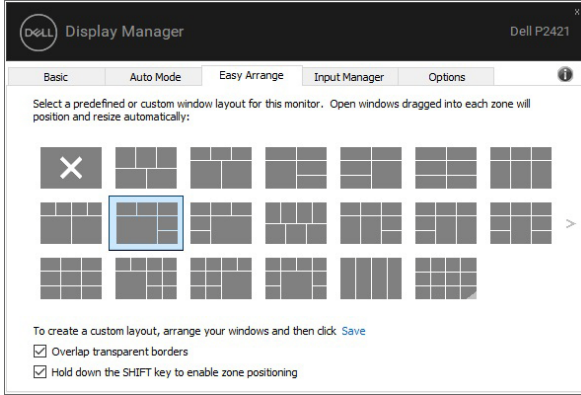 DELL Display Manager
Dell P2421
Basic
Auto Mode
Easy Arrange
Input Manager
Options
Select a predefined or custom window layout for this monitor. Open windows dragged into each zone will
position and resize automatically:
To create a custom layout, arrange your windows and then click Save
Overlap transparent borders
Hold down the SHIFT key to enable zone positioning